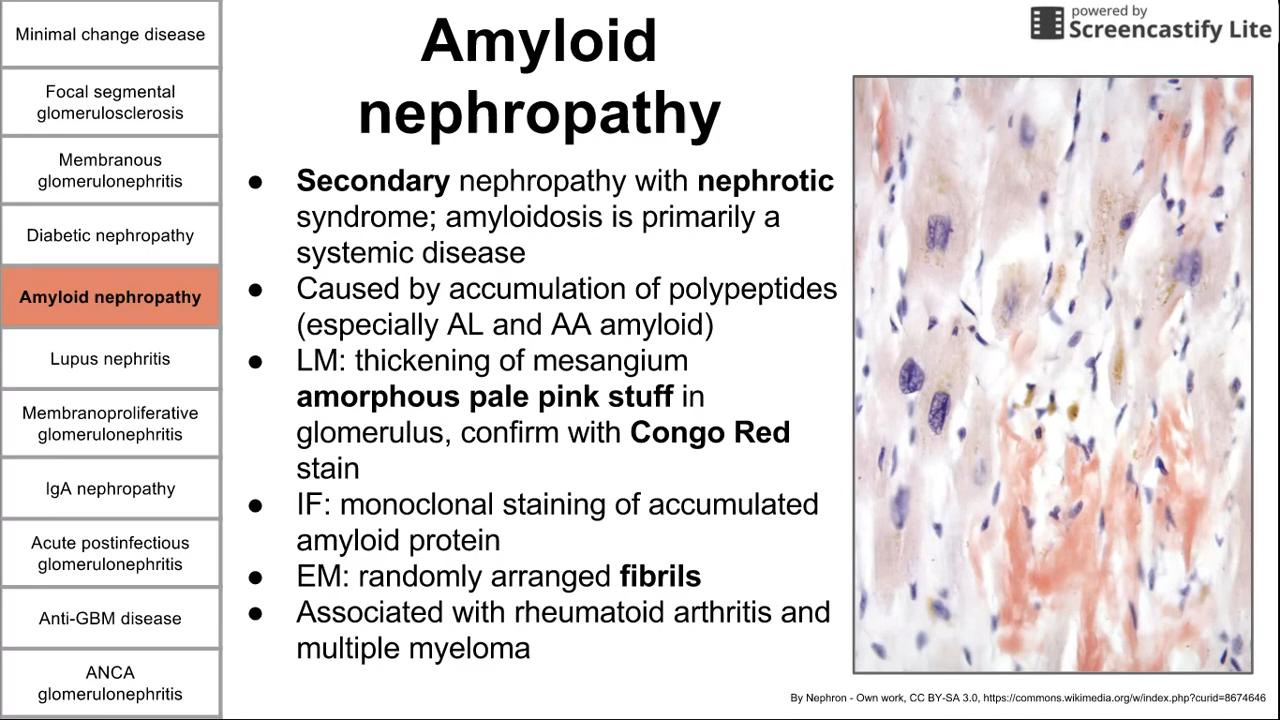 Minimal change disease
Focal segmental
glomerulosclerosis
Membranous
glomerulonephritis
Diabetic nephropathy
Amyloid nephropathy
Lupus nephritis
Membranoproliferative
glomerulonephritis
IgA nephropathy
Acute postinfectious
glomerulonephritis
Anti-GBM disease
ANCA
glomerulonephritis
Amyloid
nephropathy
● Secondary nephropathy with nephrotic
syndrome; amyloidosis is primarily a
systemic disease
● Caused by accumulation of polypeptides
(especially AL and AA amyloid)
● LM: thickening of mesangium
amorphous pale pink stuff in
glomerulus, confirm with Congo Red
stain
● IF: monoclonal staining of accumulated
amyloid protein
● EM: randomly arranged fibrils
● Associated with rheumatoid arthritis and
multiple myeloma
powered by
Screencastify Lite
By Nephron - Own work, CC BY-SA 3.0, https://commons.wikimedia.org/w/index.php?curid=8674646